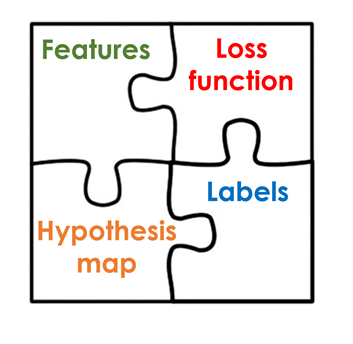 Features
Loss
function
Labels
Hypothesis
map